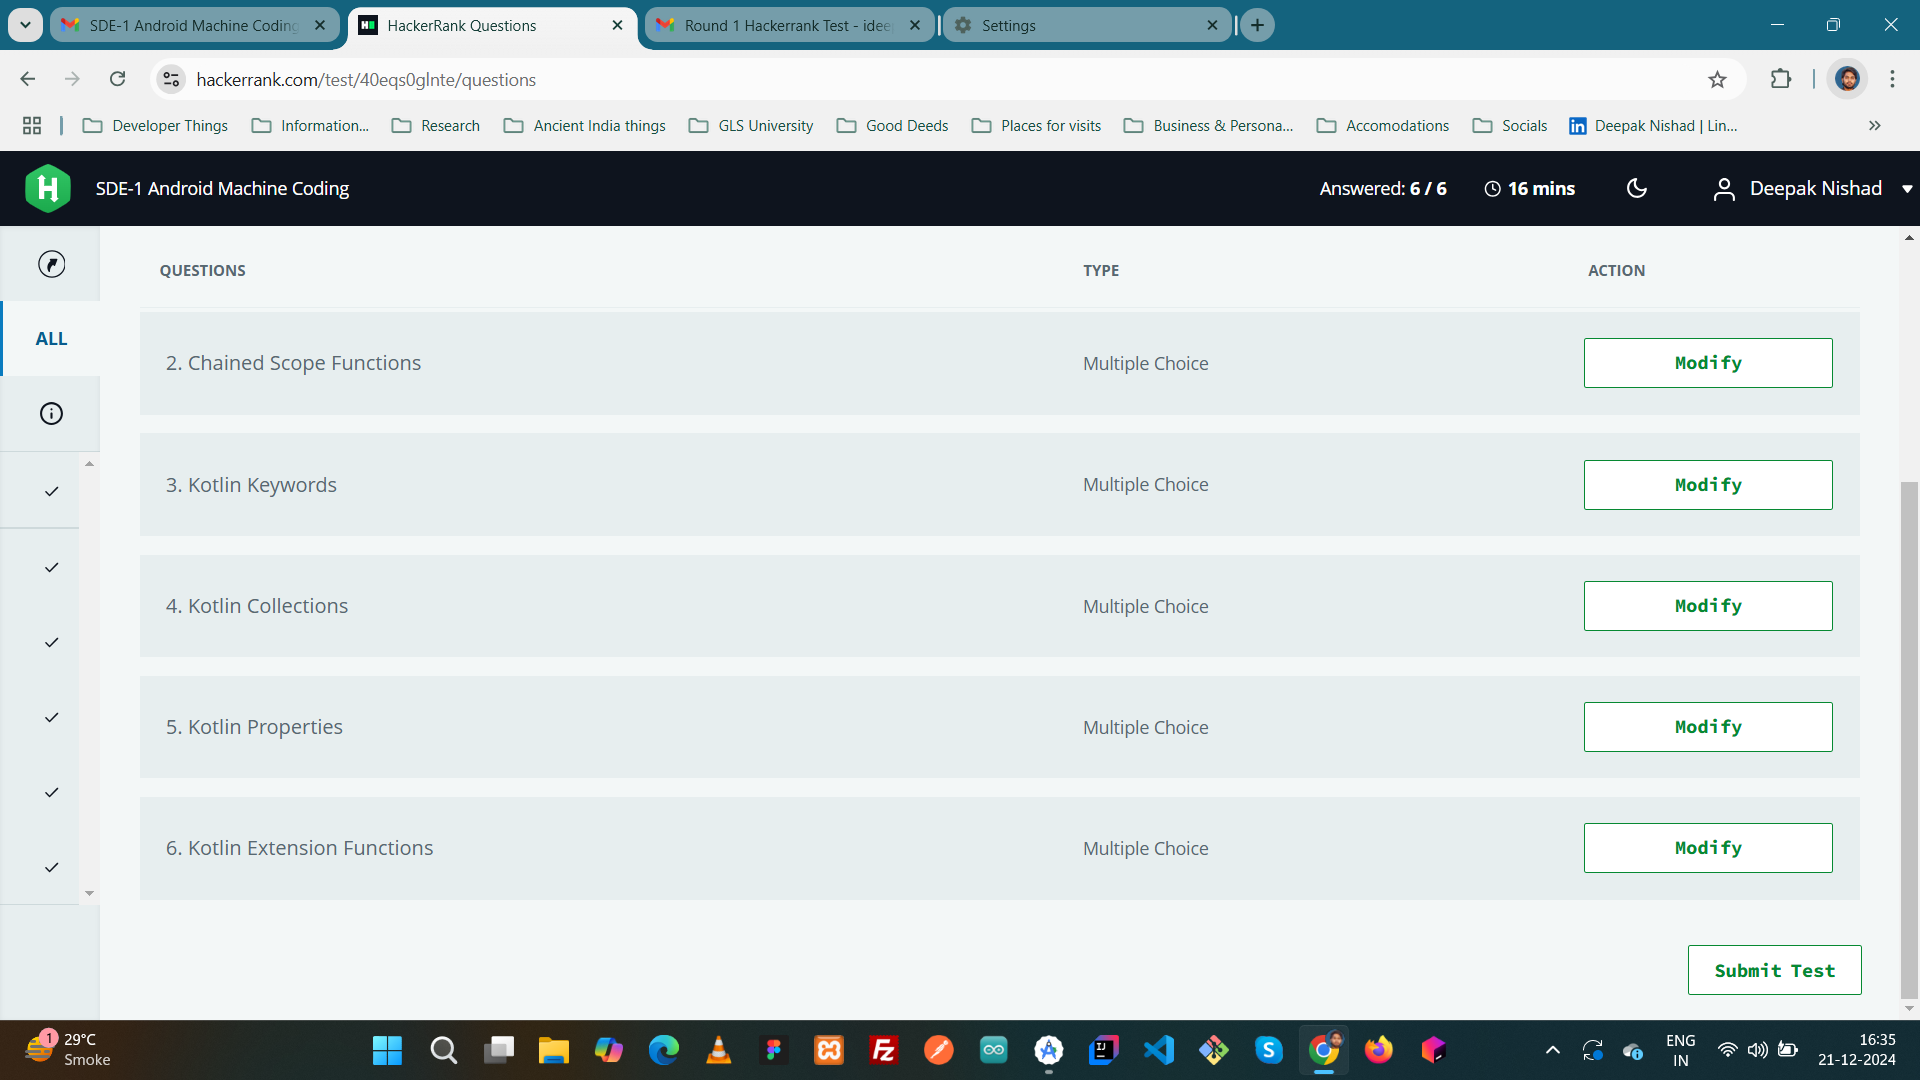 SDE-1 Android Machine Coding
HackerRank Questions
Round 1 Hackerrank Test - idee
Settings
hackerrank.com/test/40eqs0glnte/questions
Developer Things
Information...
Research
Ancient India things
GLS University
Good Deeds
Places for visits
Business & Persona...
Accomodations
Socials
Deepak Nishad | Lin...
SDE-1 Android Machine Coding
Answered: 6 / 6
16 mins
Deepak Nishad
QUESTIONS
TYPE
ACTION
ALL
2. Chained Scope Functions
Multiple Choice
Modify
3. Kotlin Keywords
Multiple Choice
Modify
4. Kotlin Collections
Multiple Choice
Modify
5. Kotlin Properties
Multiple Choice
Modify
6. Kotlin Extension Functions
Multiple Choice
Modify
Submit Test
1
29°C
Smoke
ENG
IN
16:35
21-12-2024